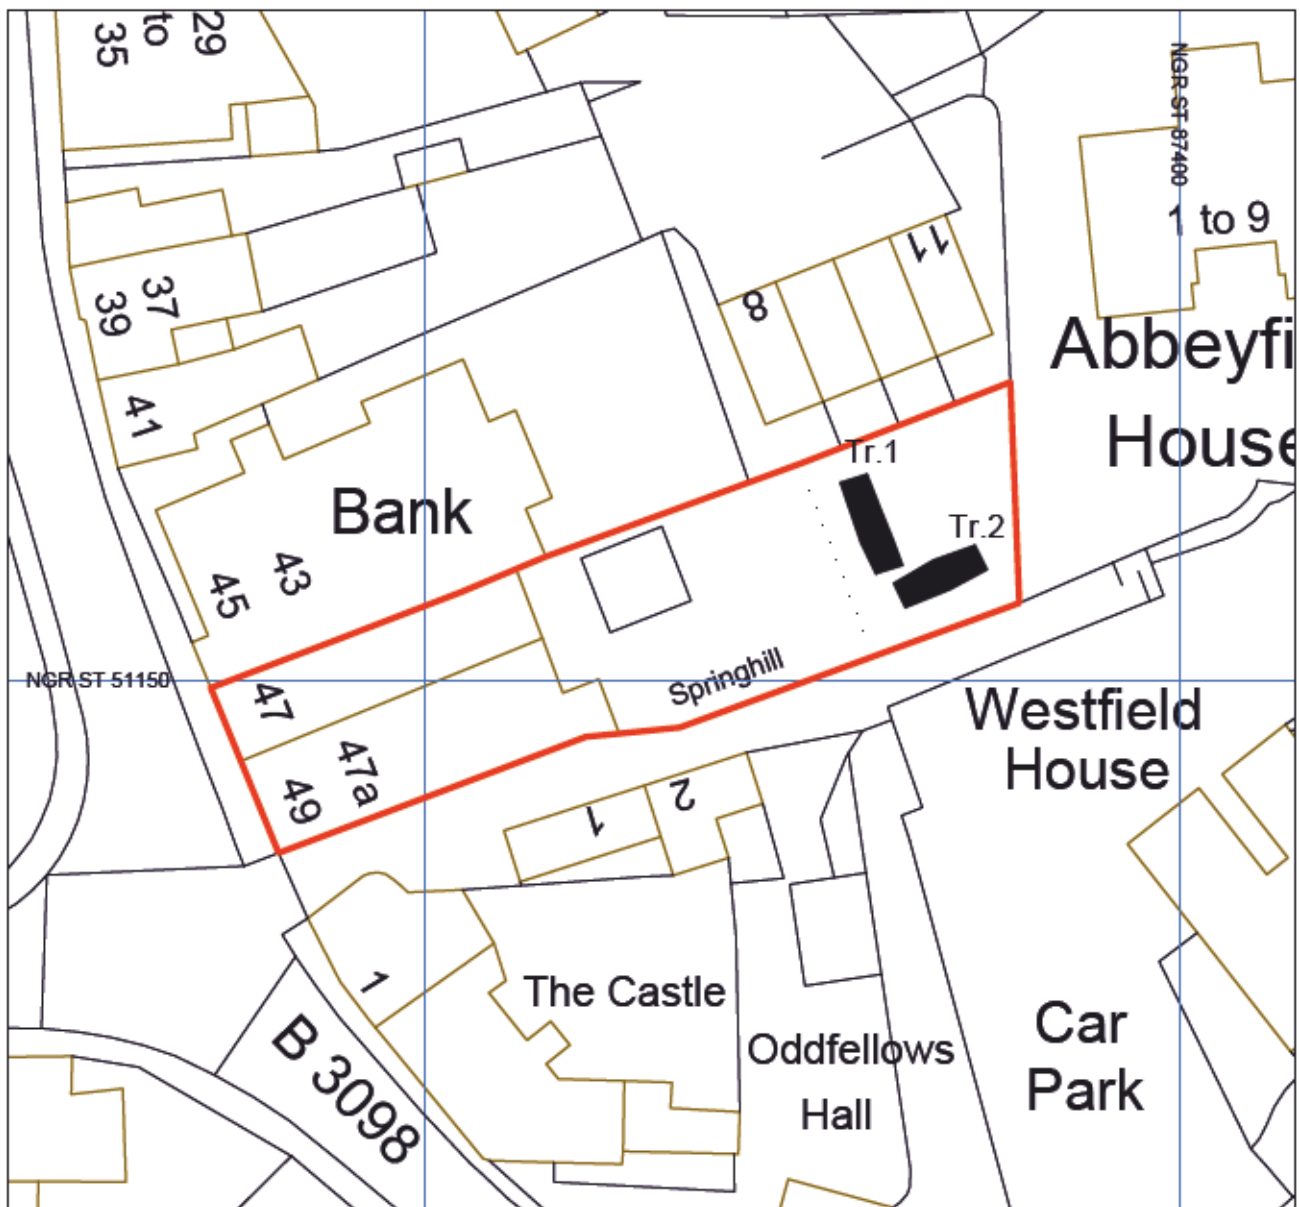 29
to
35
NGR ST 87400
1 to 9
11
8
37
39
Abbeyfi
House
41
Tr.1
Bank
Tr.2
43
45
Springhill
NGR ST 51150
47
47a
49
Westfield
House
2
1
1
The Castle
Oddfellows
Hall
Car
Park
B 3098